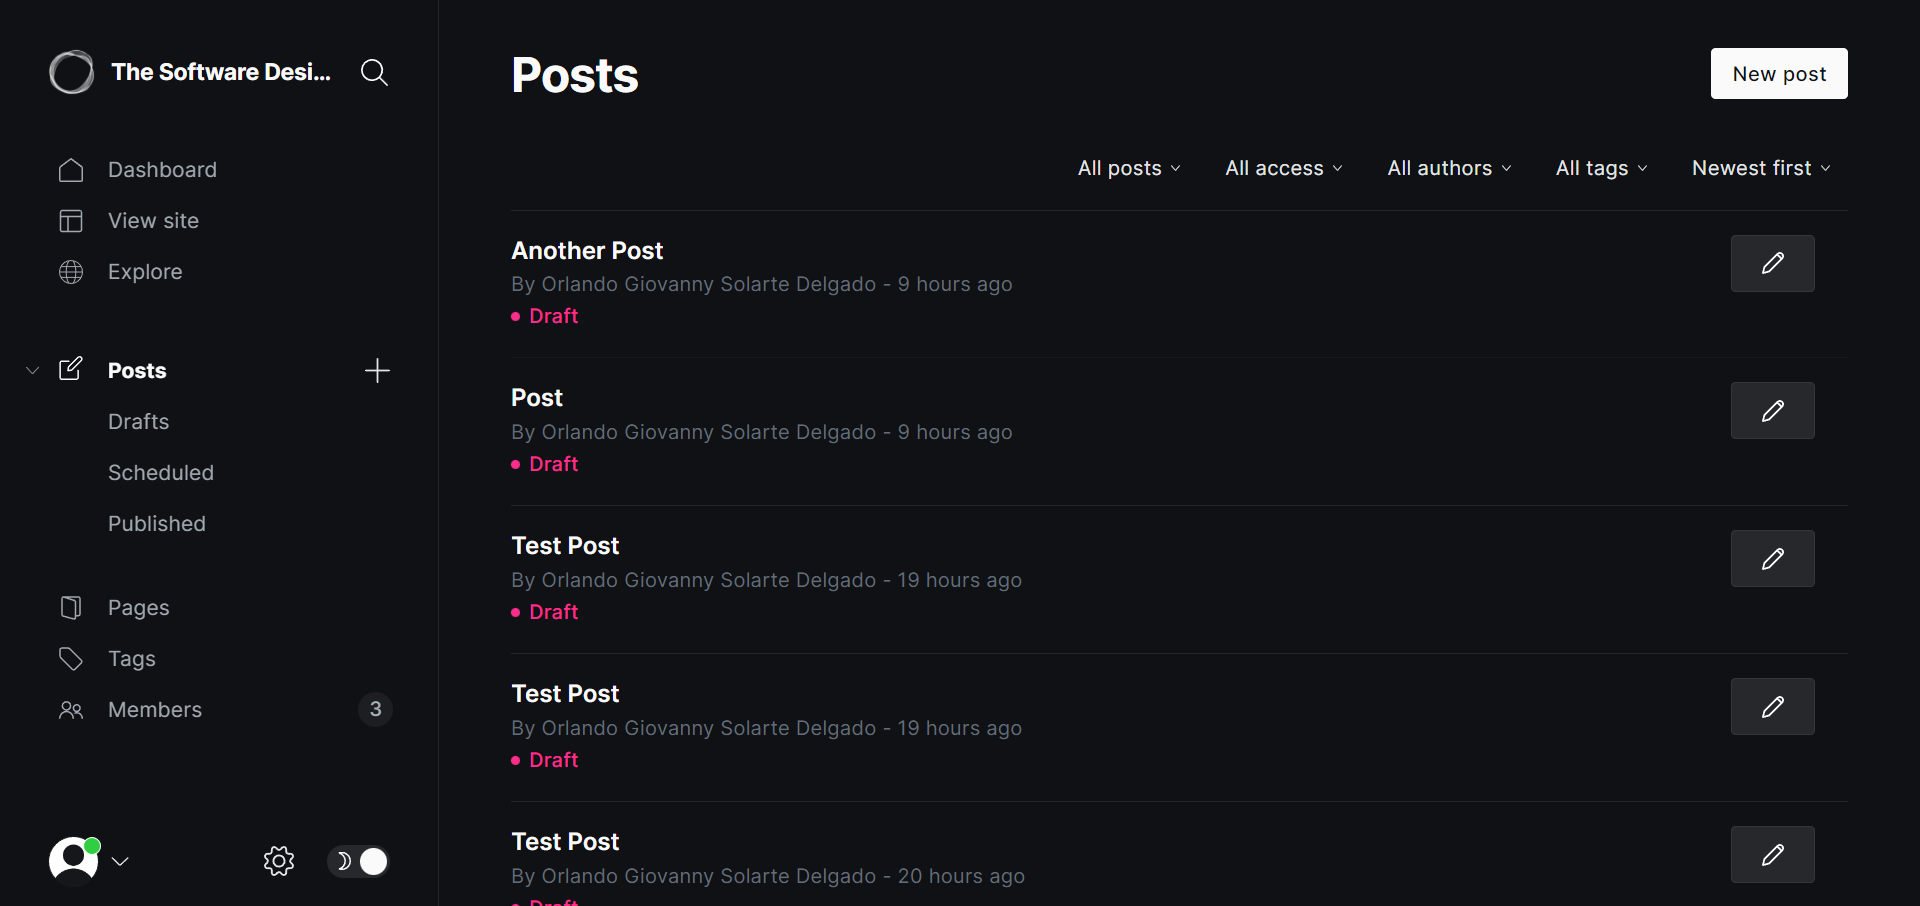 The Software Desi...
Dashboard
View site
Explore
Posts
Drafts
Scheduled
Published
Pages
Tags
Members
3
Posts
New post
All posts
All access
All authors
All tags
Newest first
Another Post
By Orlando Giovanny Solarte Delgado - 9 hours ago
Draft
Post
By Orlando Giovanny Solarte Delgado - 9 hours ago
Draft
Test Post
By Orlando Giovanny Solarte Delgado - 19 hours ago
Draft
Test Post
By Orlando Giovanny Solarte Delgado - 19 hours ago
Draft
Test Post
By Orlando Giovanny Solarte Delgado - 20 hours ago
Draft